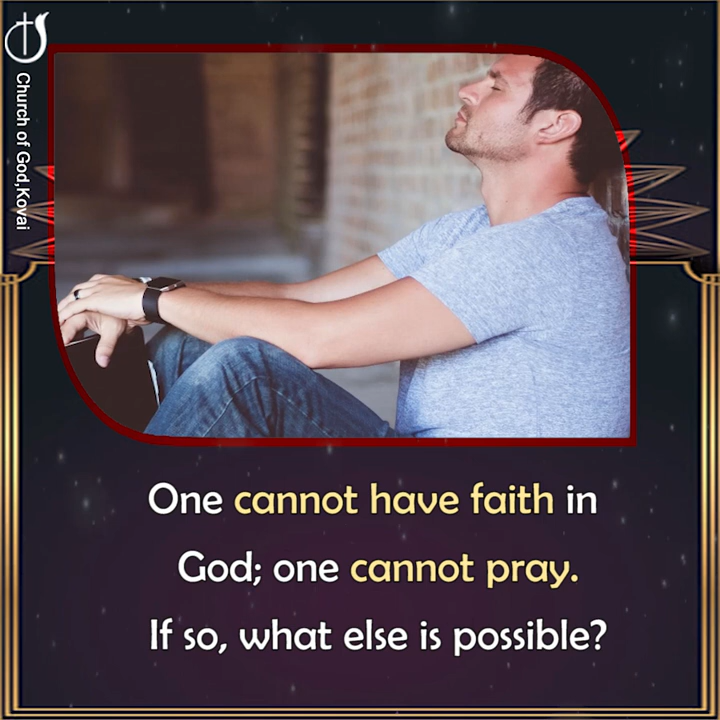 Church of God,Kovai
One cannot have faith in
God; one cannot pray.
If so, what else is possible?